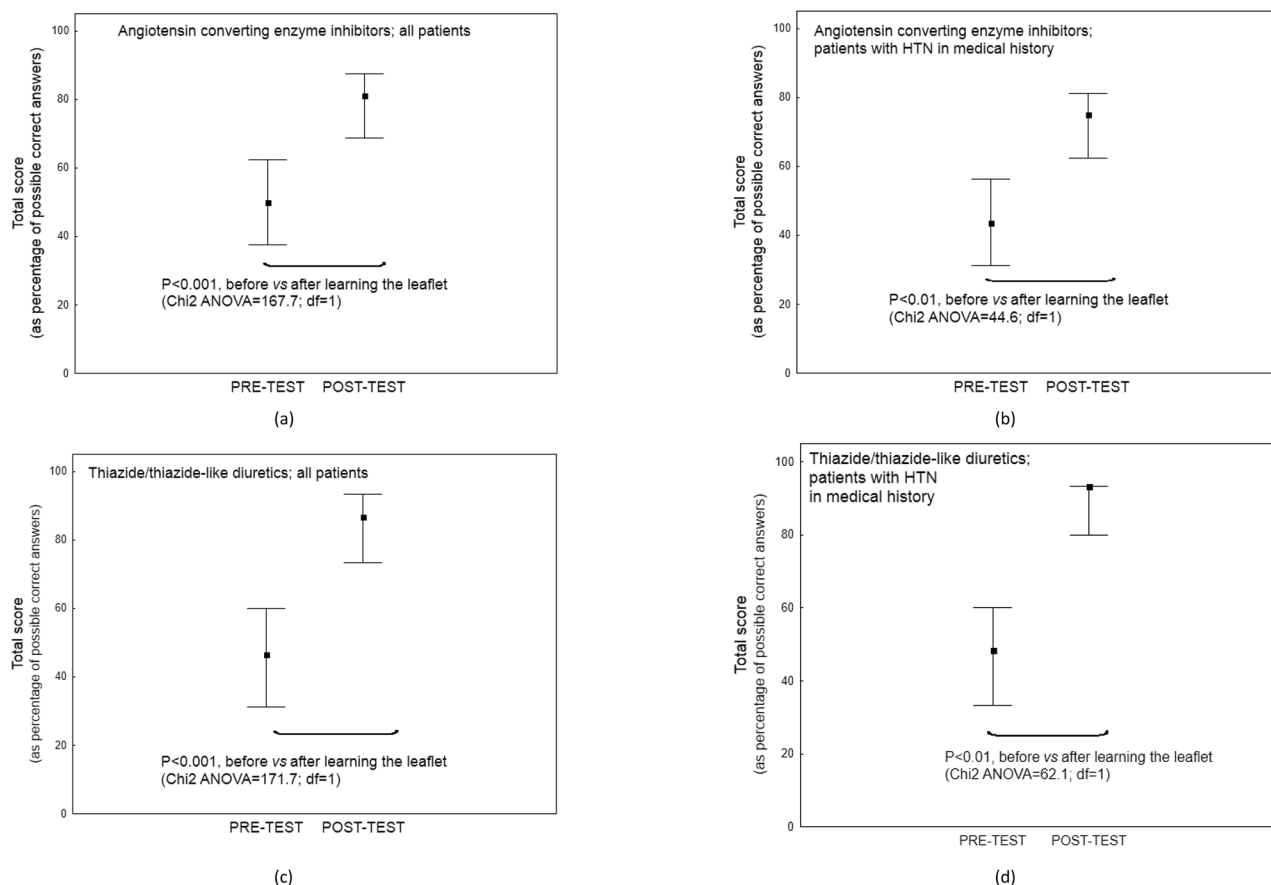 Angiotensin converting enzyme inhibitors; all patients
Total score
(as percentage of possible correct answers)
100
80
60
40
20
0
P<0.001, before vs after learning the leaflet
(Chi2 ANOVA=167.7; df=1)
PRE-TEST POST-TEST
(a)
Angiotensin converting enzyme inhibitors;
patients with HTN in medical history
Total score
(as percentage of possible correct answers)
100
80
60
40
20
0
P<0.01, before vs after learning the leaflet
(Chi2 ANOVA=44.6; df=1)
PRE-TEST POST-TEST
(b)
Thiazide/thiazide-like diuretics; all patients
Total score
(as percentage of possible correct answers)
100
80
60
40
20
0
P<0.001, before vs after learning the leaflet
(Chi2 ANOVA=171.7; df=1)
PRE-TEST POST-TEST
(c)
Thiazide/thiazide-like diuretics;
patients with HTN
in medical history
Total score
(as percentage of possible correct answers)
100
80
60
40
20
0
P<0.01, before vs after learning the leaflet
(Chi2 ANOVA=62.1; df=1)
PRE-TEST POST-TEST
(d)